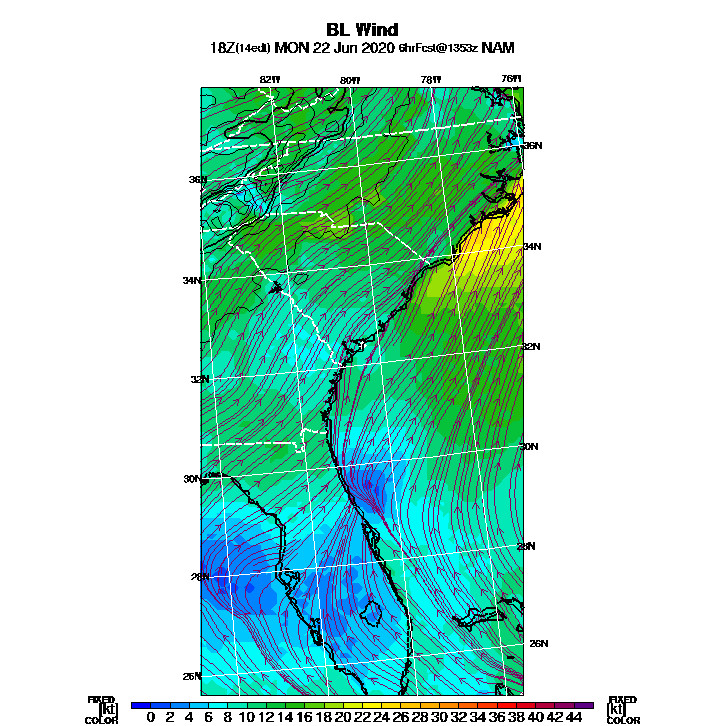 BL Wind
18Z(14edt) MON 22 Jun 2020 6hrFcst@1353z NAM
82W 80W 78W 76W
36N
36N
34N
34N
32N
32N
30N
30N
28N
28N
26N
26N
FIXED FIXED
[kt] 0 2 4 6 8 10 12 14 16 18 20 22 24 26 28 30 32 34 36 38 40 42 44 [kt]
COLOR COLOR